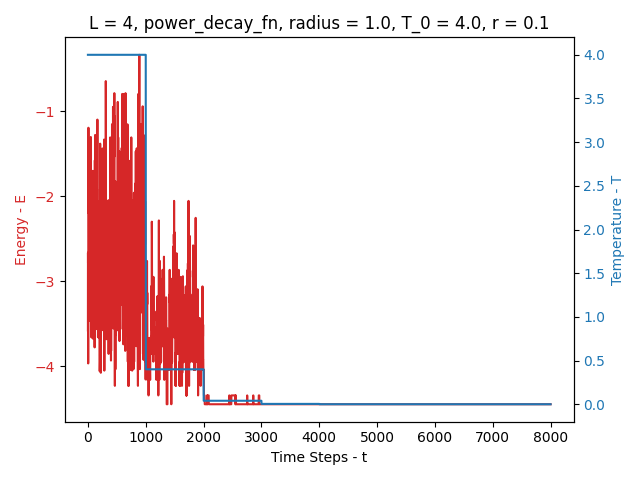 L = 4, power_decay_fn, radius = 1.0, T_0 = 4.0, r = 0.1
Energy - E
−1
−2
−3
−4
4.0
3.5
3.0
2.5
2.0
1.5
1.0
0.5
0.0
Temperature - T
0 1000 2000 3000 4000 5000 6000 7000 8000
Time Steps - t